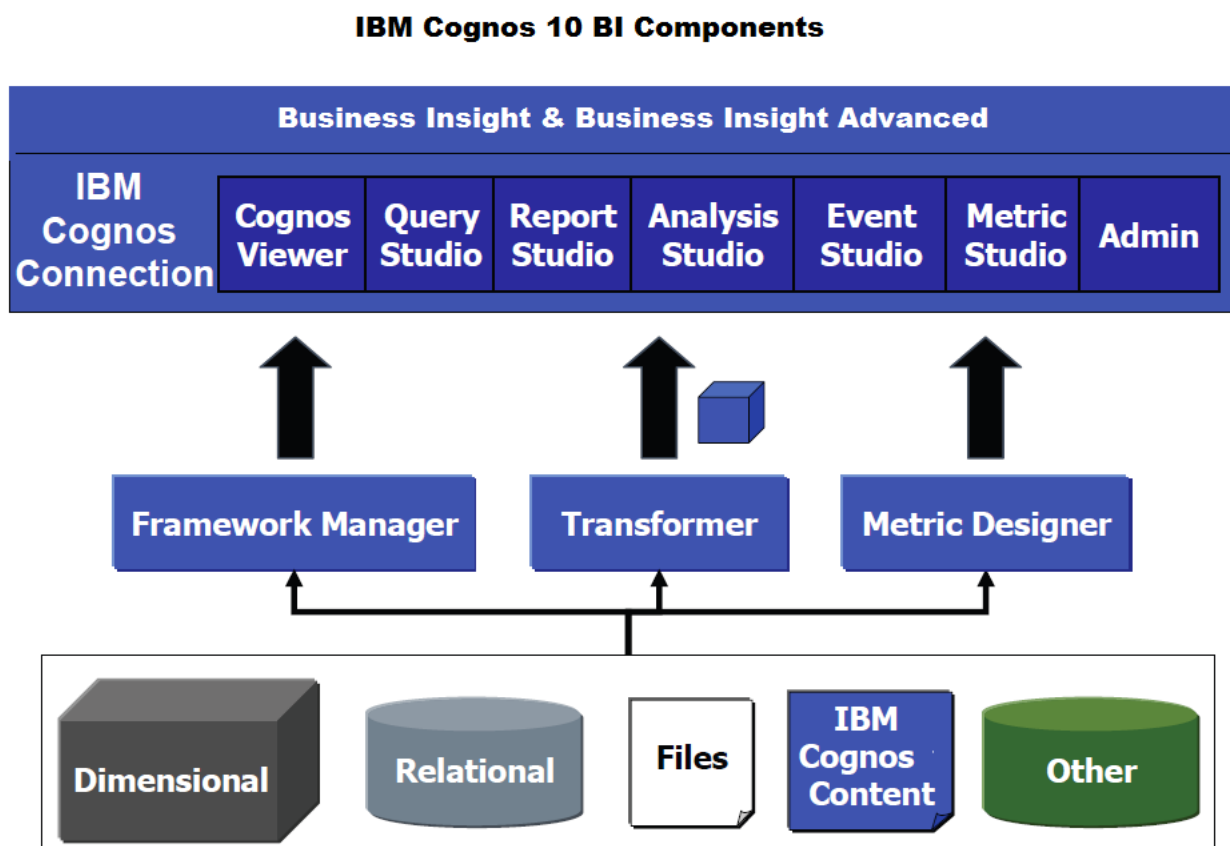 IBM Cognos 10 BI Components
Business Insight & Business Insight Advanced
IBM
Cognos
Connection
Cognos
Viewer
Query
Studio
Report
Studio
Analysis
Studio
Event
Studio
Metric
Studio
Admin
Framework Manager
Transformer
Metric Designer
Dimensional
Relational
Files
IBM
Cognos
Content
Other